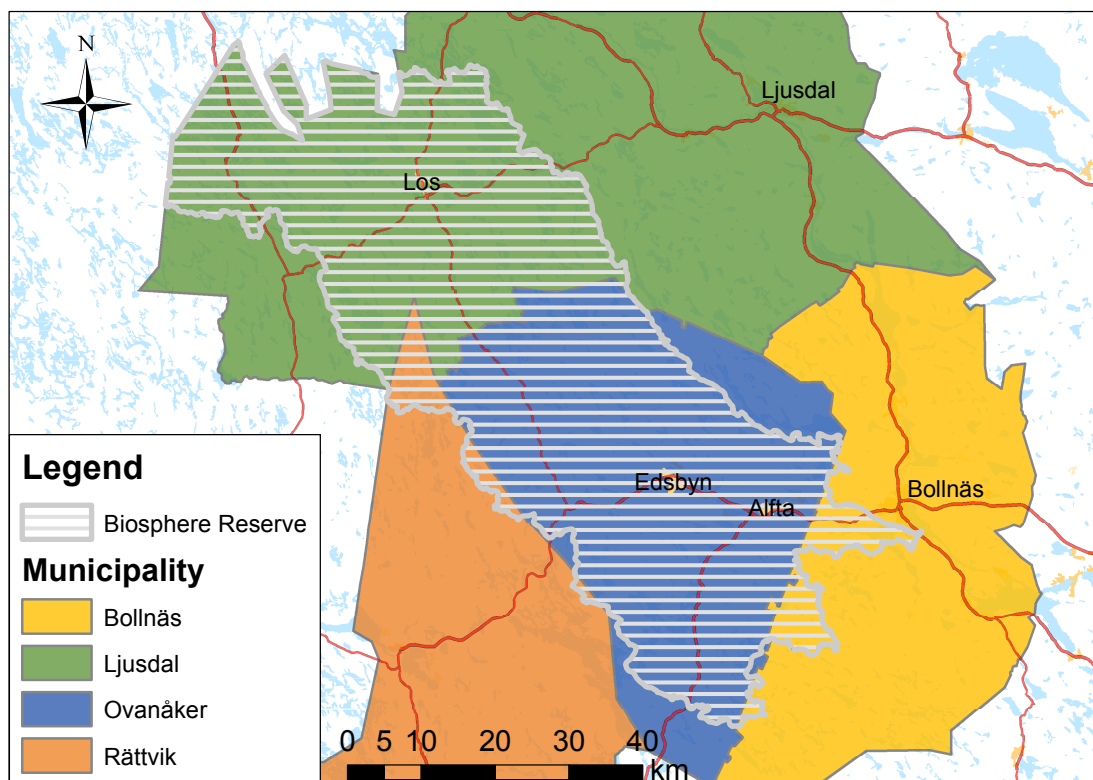 N
Ljusdal
Los
Edsbyn
Alfta
Bollnäs
Legend
Biosphere Reserve
Municipality
Bollnäs
Ljusdal
Ovanåker
Rättvik
0 5 10 20 30 40
km